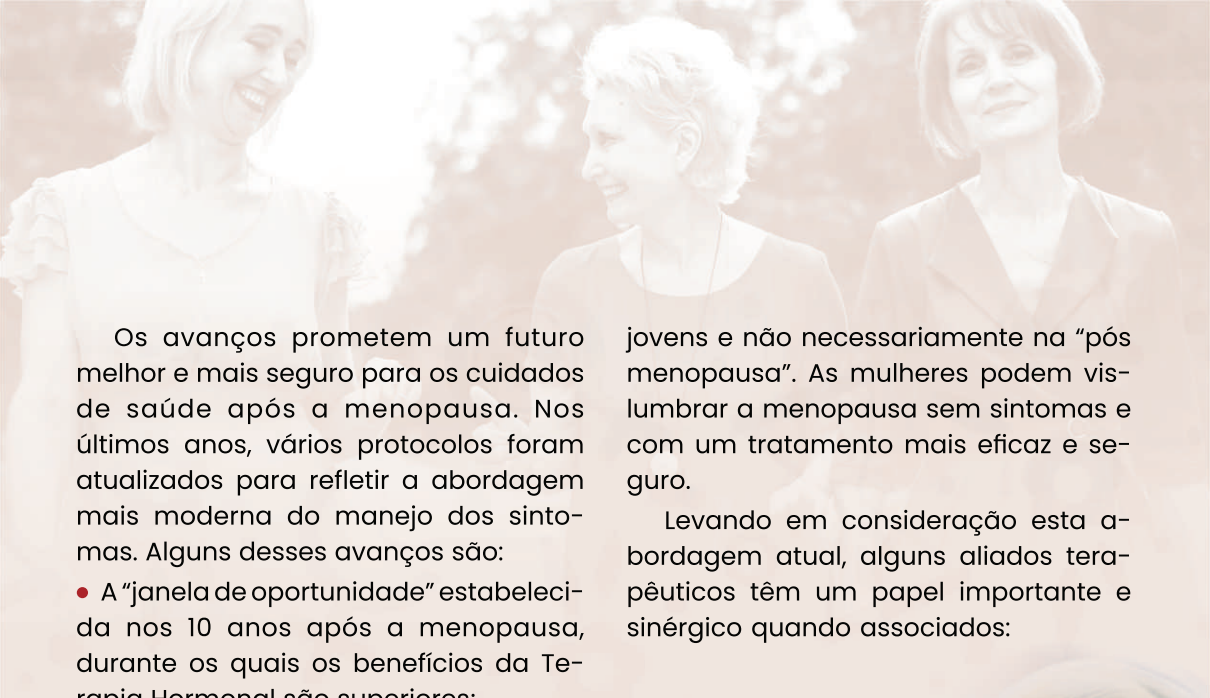 Os avanços prometem um futuro
melhor e mais seguro para os cuidados
de saúde após a menopausa. Nos
últimos anos, vários protocolos foram
atualizados para refletir a abordagem
mais moderna do manejo dos sinto-
mas. Alguns desses avanços são:
● A “janela de oportunidade” estabeleci-
da nos 10 anos após a menopausa,
durante os quais os benefícios da Te-
rapia Hormonal são superiores;
jovens e não necessariamente na “pós
menopausa”. As mulheres podem vis-
lumbrar a menopausa sem sintomas e
com um tratamento mais eficaz e se-
guro.
Levando em consideração esta a-
bordagem atual, alguns aliados tera-
pêuticos têm um papel importante e
sinérgico quando associados: